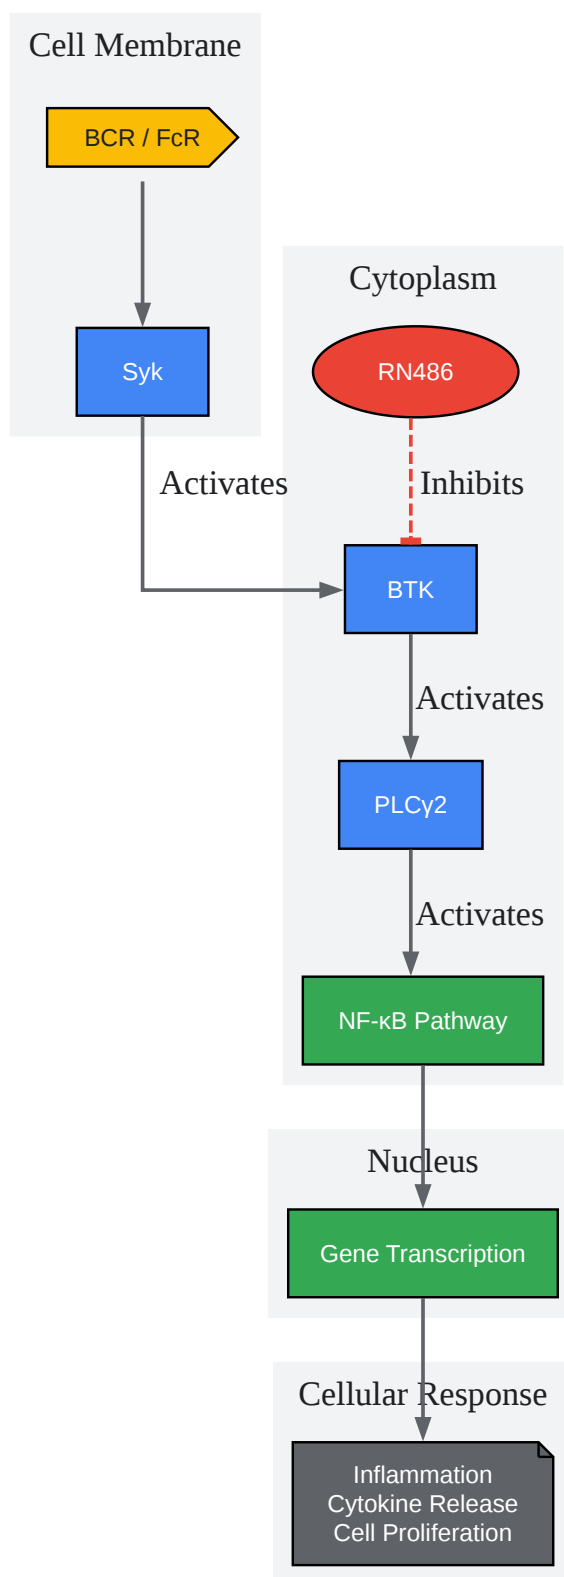 Cell Membrane
BCR / FcR
Syk
Activates
Cytoplasm
RN486
Inhibits
BTK
Activates
PLCγ2
Activates
NF-κB Pathway
Nucleus
Gene Transcription
Cellular Response
Inflammation
Cytokine Release
Cell Proliferation